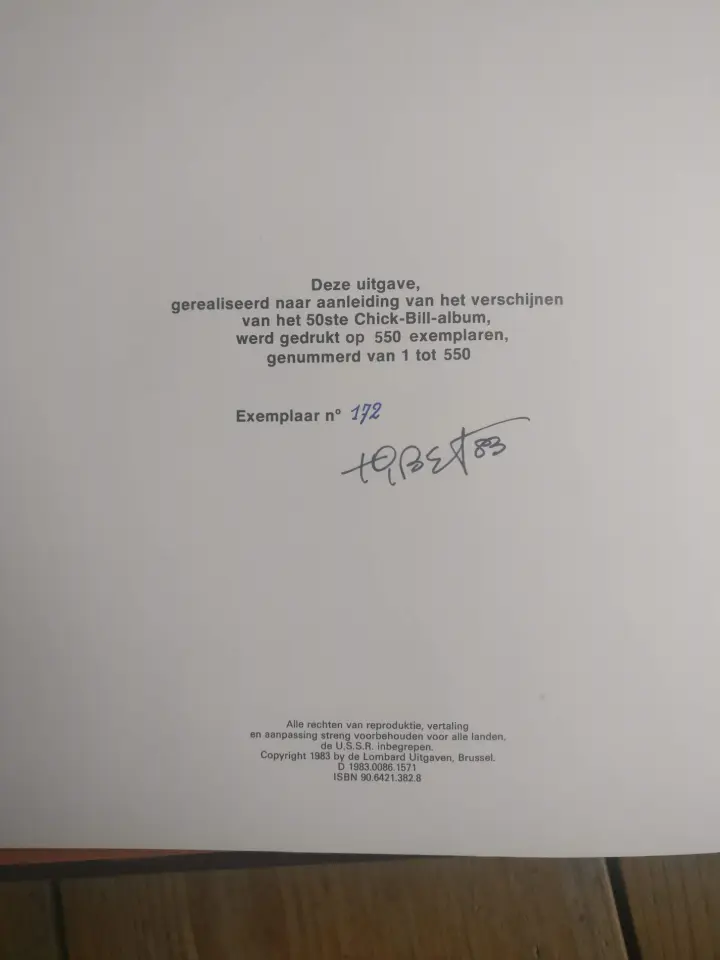 Deze uitgave,
gerealiseerd naar aanleiding van het verschijnen
van het 50ste Chick-Bill-album,
werd gedrukt op 550 exemplaren,
genummerd van 1 tot 550
Exemplaar nº 172
TIBET 83
Alle rechten van reproduktie, vertaling
en aanpassing streng voorbehouden voor alle landen,
de U.S.S.R. inbegrepen.
Copyright 1983 by de Lombard Uitgaven, Brussel.
D 1983.0086.1571
ISBN 90.6421.382.8